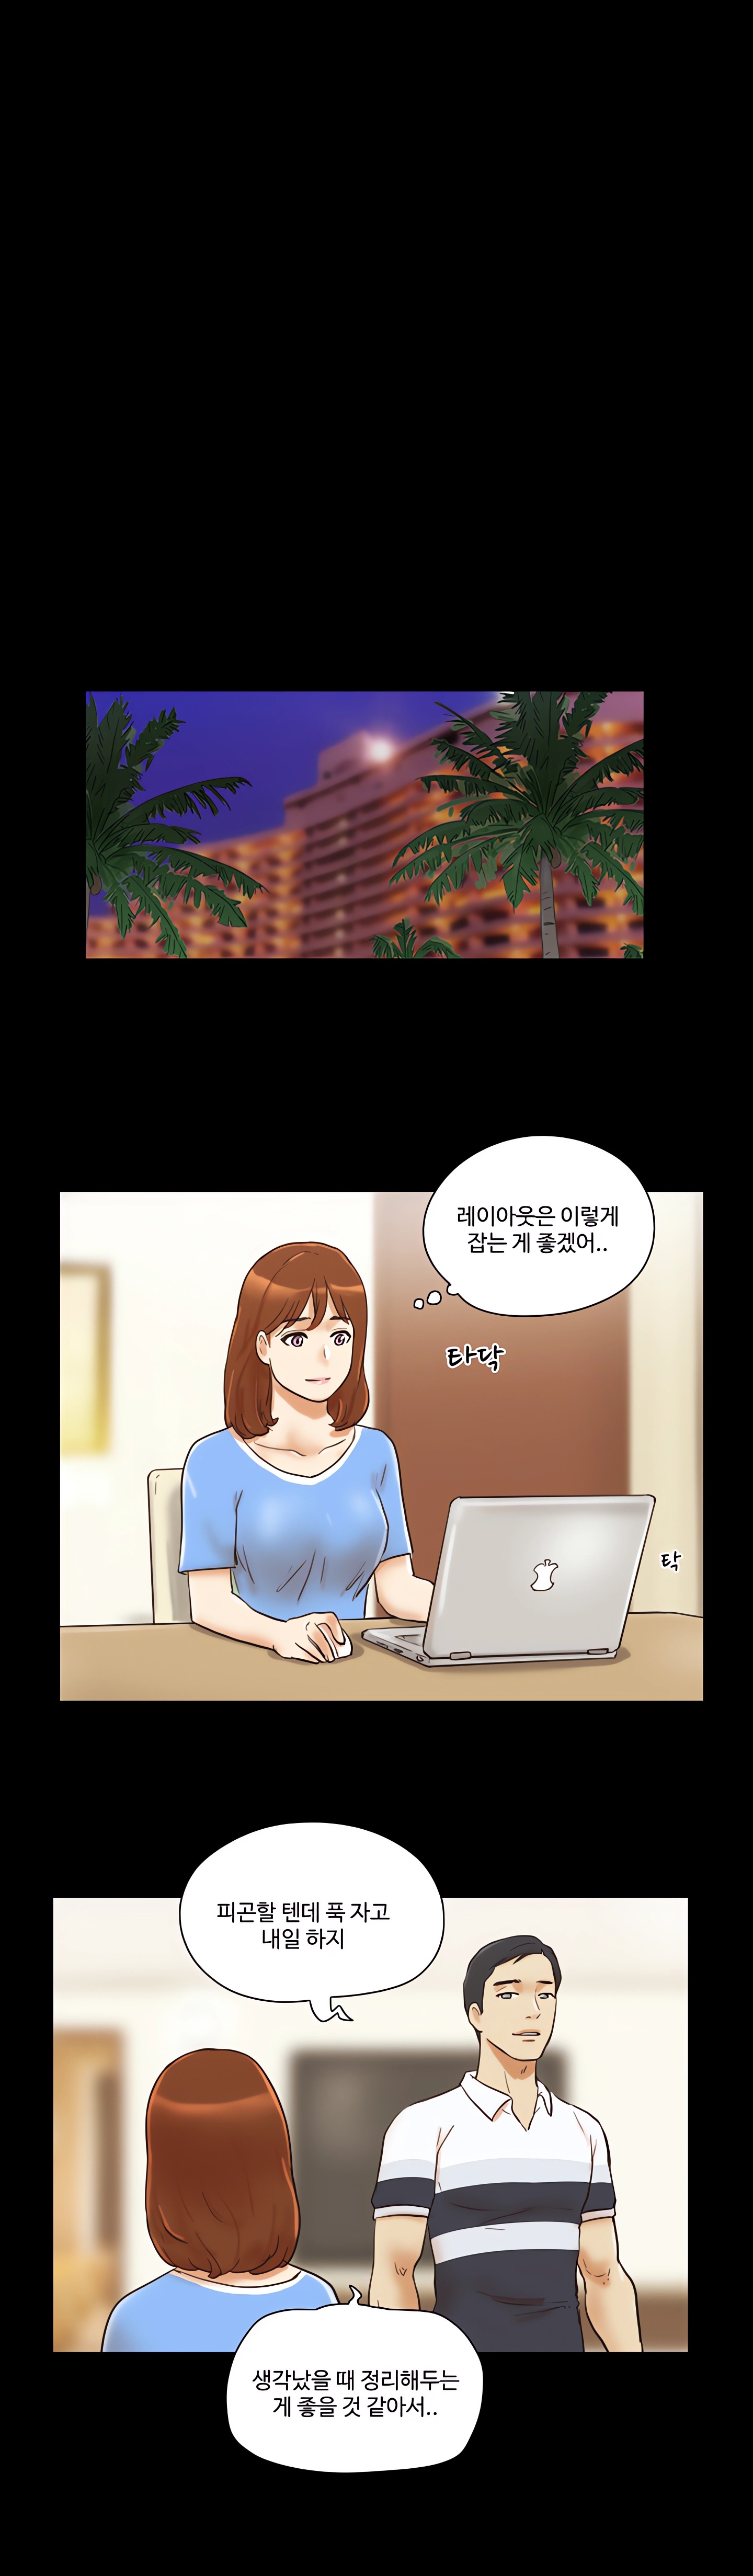 레이아웃은 이렇게
잡는 게 좋겠어..
타닥
탁
피곤할 텐데 푹 자고
내일 하지
생각났을 때 정리해두는
게 좋을 것 같아서..